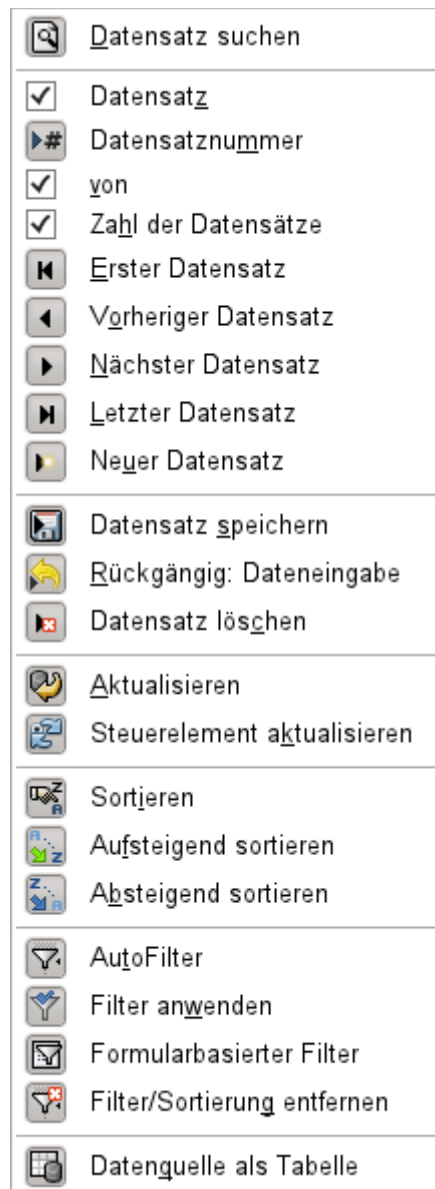 Datensatz suchen
Datensatz
Datensatznummer
von
Zahl der Datensätze
Erster Datensatz
Vorheriger Datensatz
Nächster Datensatz
Letzter Datensatz
Neuer Datensatz
Datensatz speichern
Rückgängig: Dateneingabe
Datensatz löschen
Aktualisieren
Steuerelement aktualisieren
Sortieren
Aufsteigend sortieren
Absteigend sortieren
AutoFilter
Filter anwenden
Formularbasierter Filter
Filter/Sortierung entfernen
Datenquelle als Tabelle